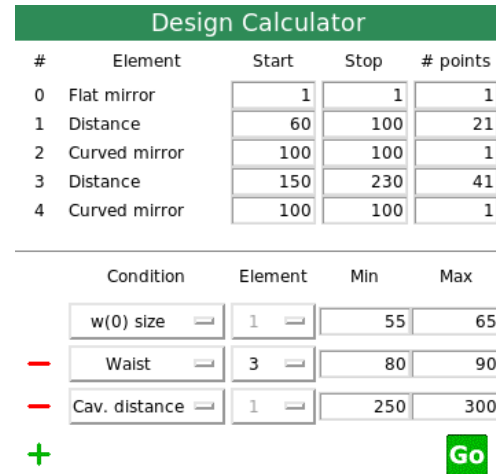 Design Calculator
# Element Start Stop # points
0 Flat mirror 1 1 1
1 Distance 60 100 21
2 Curved mirror 100 100 1
3 Distance 150 230 41
4 Curved mirror 100 100 1
Condition Element Min Max
w(0) size 1 55 65
Waist 3 80 90
Cav. distance 1 250 300
Go